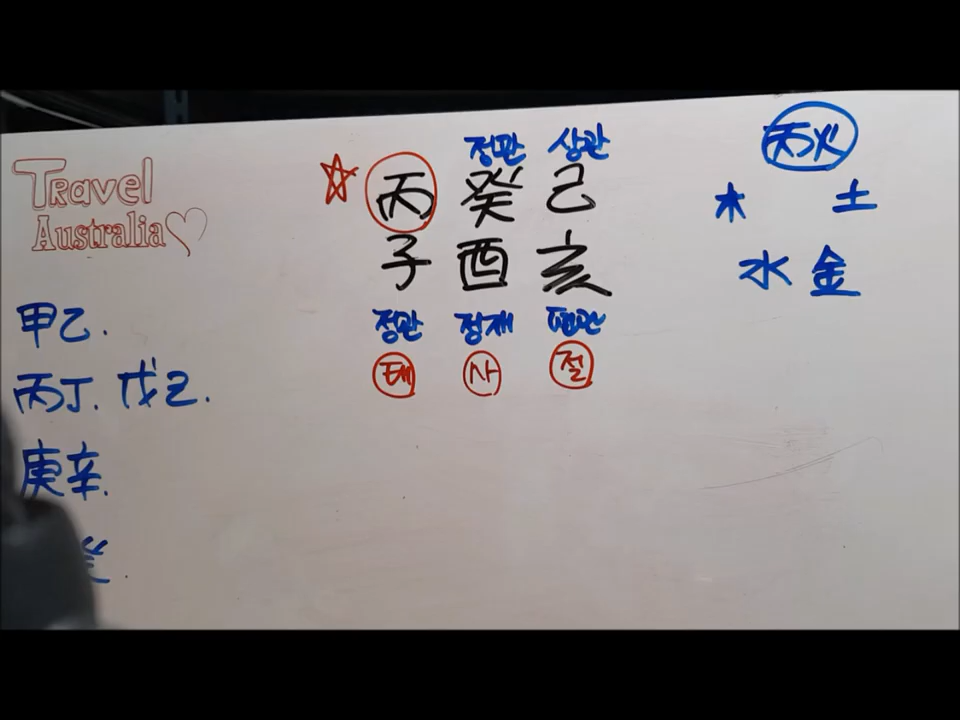 Travel
Australia
정관 상관
丙 癸 己
子 酉 亥
정관 정재 편관
태 사 절
丙火
木 土
水 金
甲乙.
丙丁. 戊己.
庚辛.
癸.